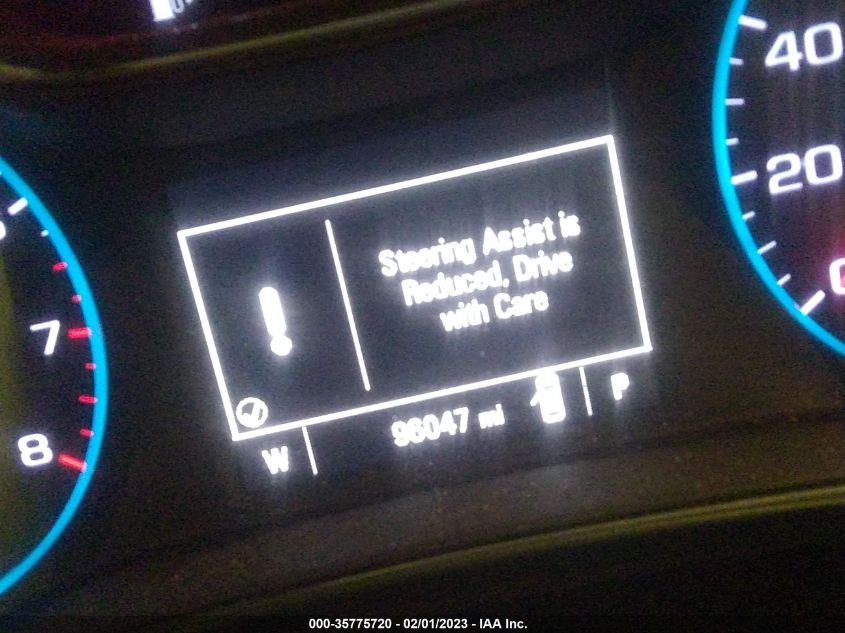 40
20
0
7
8
Steering Assist is
Reduced, Drive
with Care
W
96047 mi
P
000-35775720 - 02/01/2023 - IAA Inc.